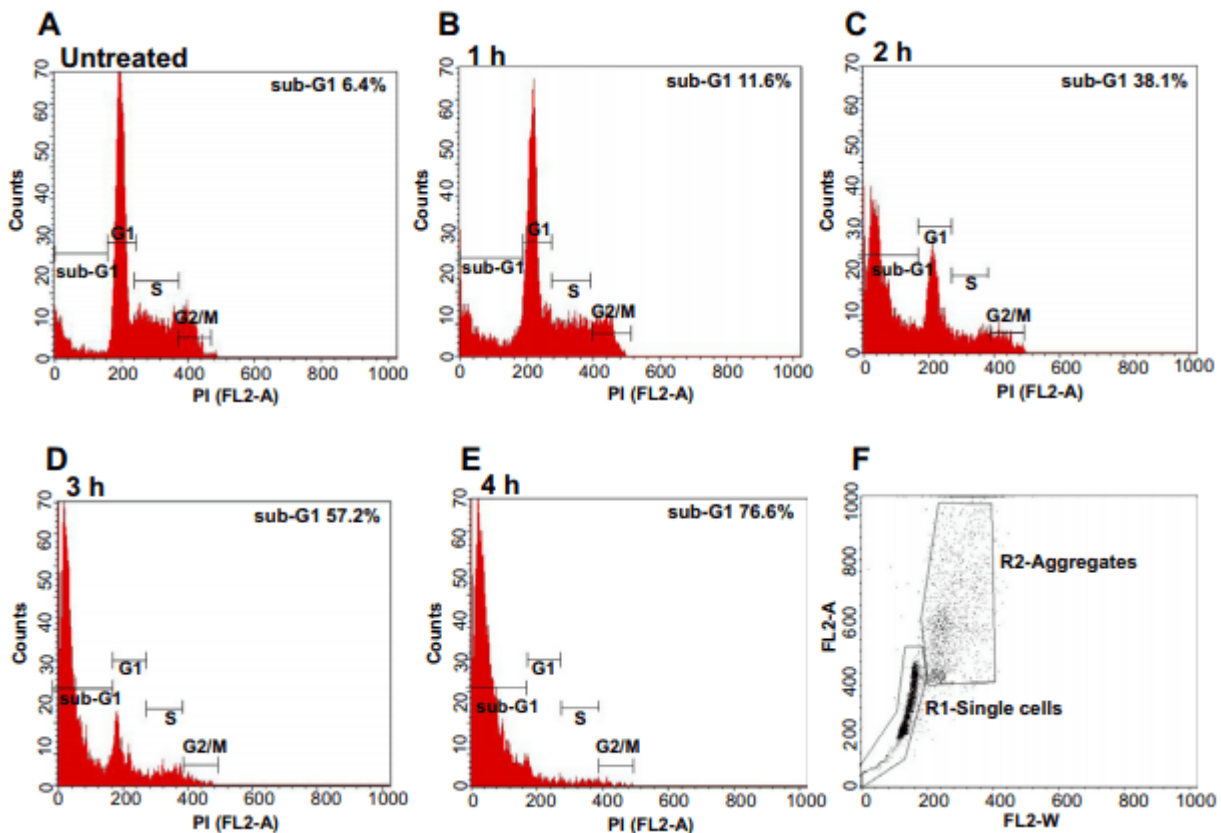 A
Untreated
sub-G1 6.4%
70
60
50
40
30
20
10
0
Counts
sub-G1
G1
S
G2/M
0 200 400 600 800 1000
PI (FL2-A)
B
1 h
sub-G1 11.6%
70
60
50
40
30
20
10
0
Counts
sub-G1
G1
S
G2/M
0 200 400 600 800 1000
PI (FL2-A)
C
2 h
sub-G1 38.1%
70
60
50
40
30
20
10
0
Counts
sub-G1
G1
S
G2/M
0 200 400 600 800 1000
PI (FL2-A)
D
3 h
sub-G1 57.2%
70
60
50
40
30
20
10
0
Counts
sub-G1
G1
S
G2/M
0 200 400 600 800 1000
PI (FL2-A)
E
4 h
sub-G1 76.6%
70
60
50
40
30
20
10
0
Counts
sub-G1
G1
S
G2/M
0 200 400 600 800 1000
PI (FL2-A)
F
1000
800
600
400
200
0
FL2-A
R2-Aggregates
R1-Single cells
0 200 400 600 800 1000
FL2-W